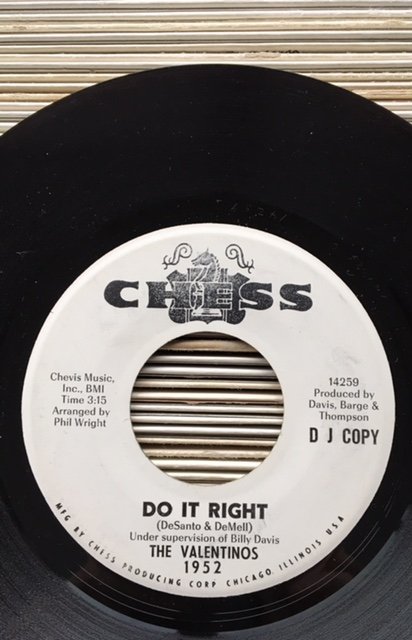 CHESS
Chevis Music,
Inc., BMI
Time 3:15
Arranged by
Phil Wright
14259
Produced by
Davis, Barge &
Thompson
D J COPY
DO IT RIGHT
(DeSanto & DeMell)
Under supervision of Billy Davis
THE VALENTINOS
1952
MFG BY CHESS PRODUCING CORP CHICAGO, ILLINOIS U.S.A